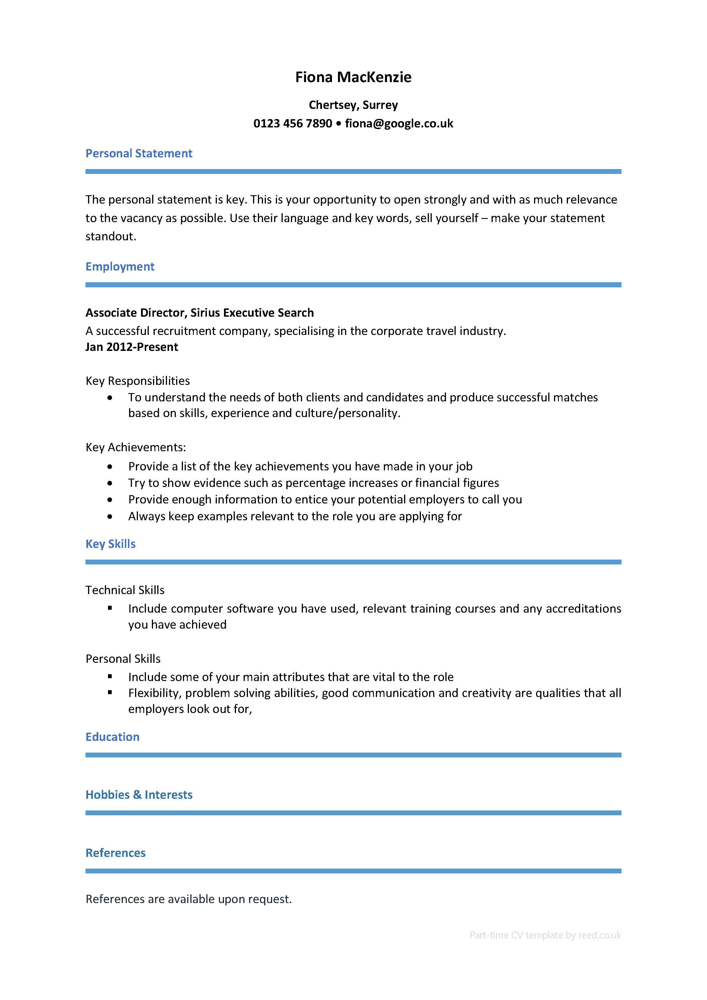 Fiona MacKenzie
Chertsey, Surrey
0123 456 7890 • fiona@google.co.uk
Personal Statement
The personal statement is key. This is your opportunity to open strongly and with as much relevance
to the vacancy as possible. Use their language and key words, sell yourself – make your statement
standout.
Employment
Associate Director, Sirius Executive Search
A successful recruitment company, specialising in the corporate travel industry.
Jan 2012-Present
Key Responsibilities
• To understand the needs of both clients and candidates and produce successful matches
based on skills, experience and culture/personality.
Key Achievements:
• Provide a list of the key achievements you have made in your job
• Try to show evidence such as percentage increases or financial figures
• Provide enough information to entice your potential employers to call you
• Always keep examples relevant to the role you are applying for
Key Skills
Technical Skills
▪ Include computer software you have used, relevant training courses and any accreditations
you have achieved
Personal Skills
▪ Include some of your main attributes that are vital to the role
▪ Flexibility, problem solving abilities, good communication and creativity are qualities that all
employers look out for,
Education
Hobbies & Interests
References
References are available upon request.
Part-time CV template by reed.co.uk